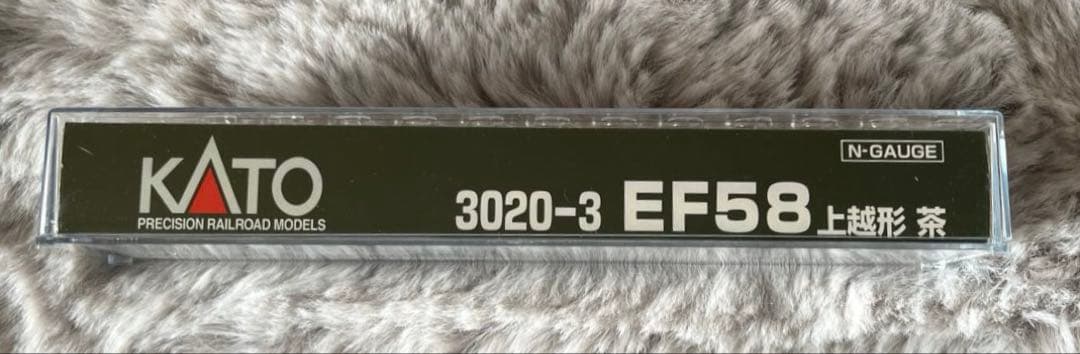 N-GAUGE
KATO
PRECISION RAILROAD MODELS
3020-3 EF58 上越形 茶